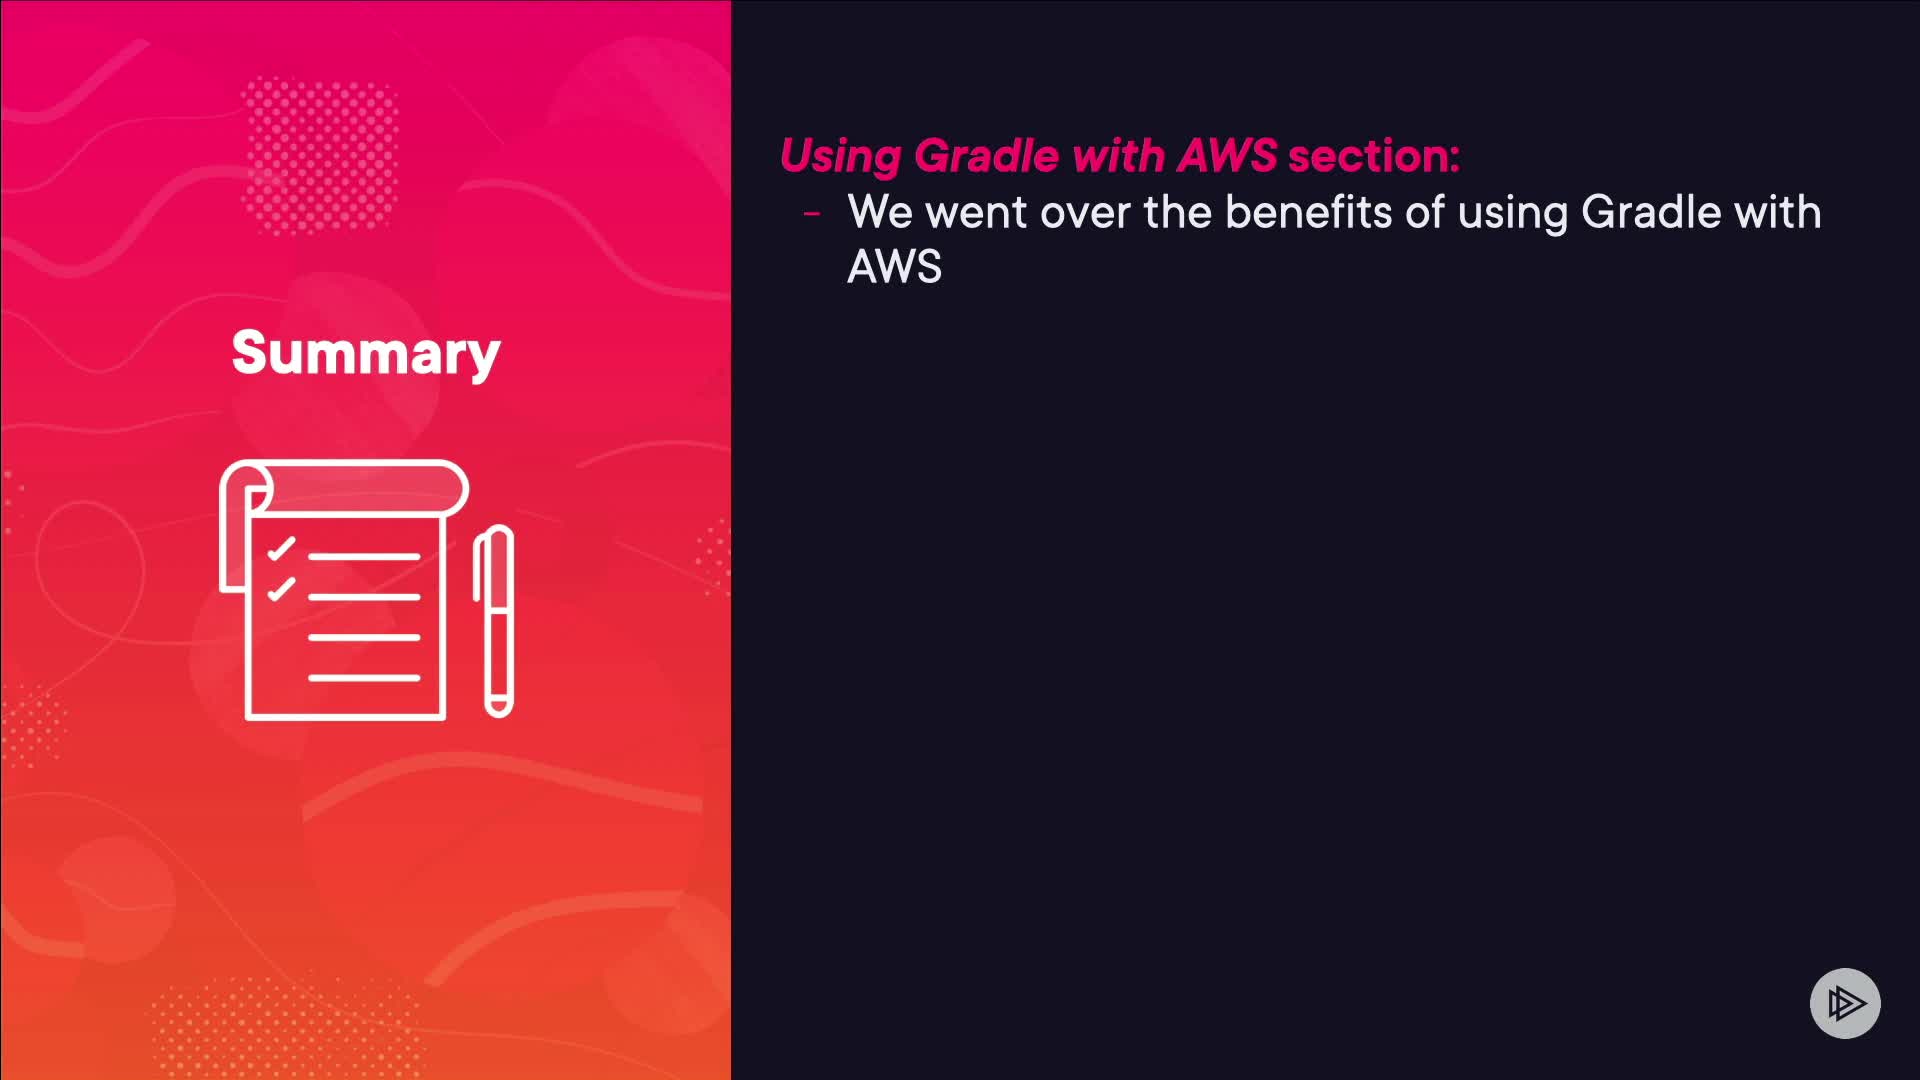 Summary
Using Gradle with AWS section:
- We went over the benefits of using Gradle with
AWS